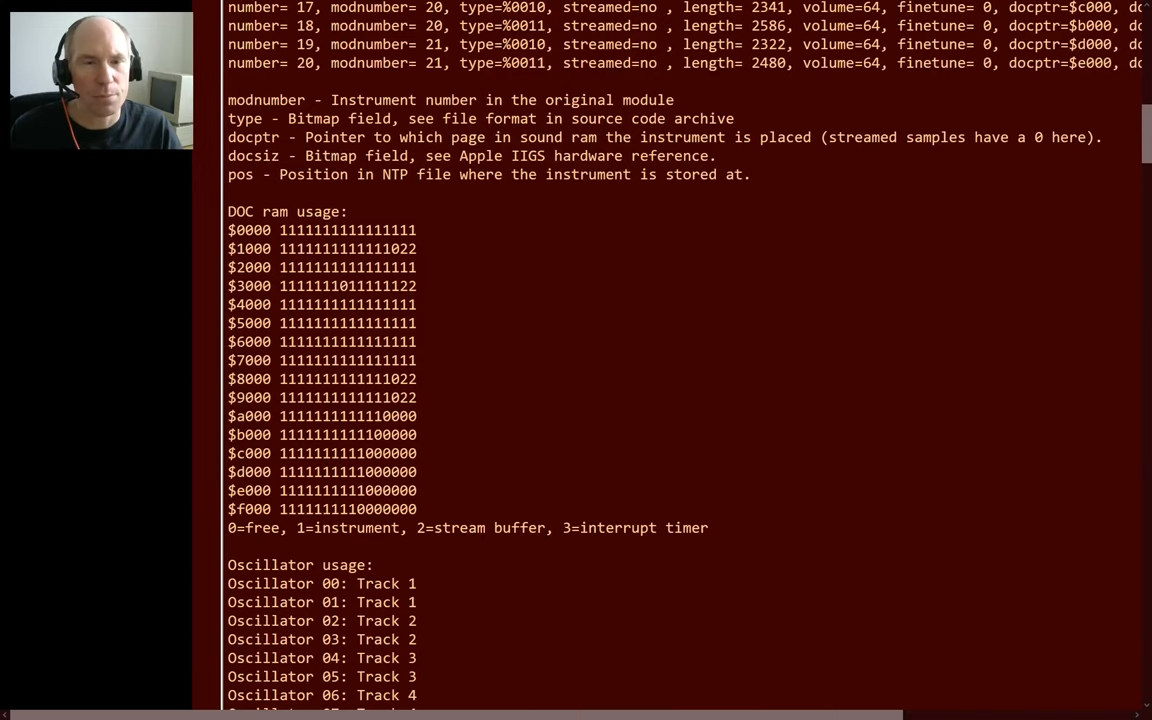 number= 17, modnumber= 20, type=%0010, streamed=no , length= 2341, volume=64, finetune= 0, docptr=$c000, dc
number= 18, modnumber= 20, type=%0011, streamed=no , length= 2586, volume=64, finetune= 0, docptr=$b000, dc
number= 19, modnumber= 21, type=%0010, streamed=no , length= 2322, volume=64, finetune= 0, docptr=$d000, dc
number= 20, modnumber= 21, type=%0011, streamed=no , length= 2480, volume=64, finetune= 0, docptr=$e000, dc
modnumber - Instrument number in the original module
type - Bitmap field, see file format in source code archive
docptr - Pointer to which page in sound ram the instrument is placed (streamed samples have a 0 here).
docsiz - Bitmap field, see Apple IIGS hardware reference.
pos - Position in NTP file where the instrument is stored at.
DOC ram usage:
$0000 1111111111111111
$1000 1111111111111022
$2000 1111111111111111
$3000 1111111011111122
$4000 1111111111111111
$5000 1111111111111111
$6000 1111111111111111
$7000 1111111111111111
$8000 1111111111111022
$9000 1111111111111022
$a000 1111111111110000
$b000 1111111111100000
$c000 1111111111000000
$d000 1111111111000000
$e000 1111111111000000
$f000 1111111110000000
0=free, 1=instrument, 2=stream buffer, 3=interrupt timer
Oscillator usage:
Oscillator 00: Track 1
Oscillator 01: Track 1
Oscillator 02: Track 2
Oscillator 03: Track 2
Oscillator 04: Track 3
Oscillator 05: Track 3
Oscillator 06: Track 4